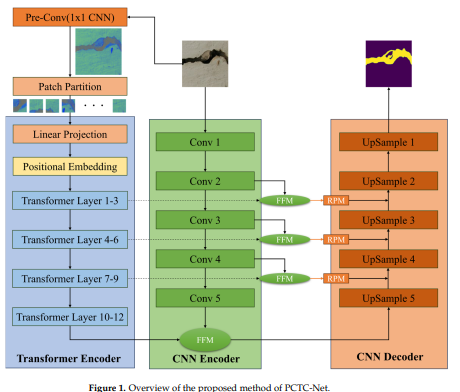 Pre-Conv(1x1 CNN)
Patch Partition
. . .
Linear Projection
Positional Embedding
Transformer Layer 1-3
Transformer Layer 4-6
Transformer Layer 7-9
Transformer Layer 10-12
Transformer Encoder
Conv 1
Conv 2
Conv 3
Conv 4
Conv 5
FFM
CNN Encoder
FFM
RPM
FFM
RPM
FFM
RPM
UpSample 1
UpSample 2
UpSample 3
UpSample 4
UpSample 5
CNN Decoder
Figure 1. Overview of the proposed method of PCTC-Net.